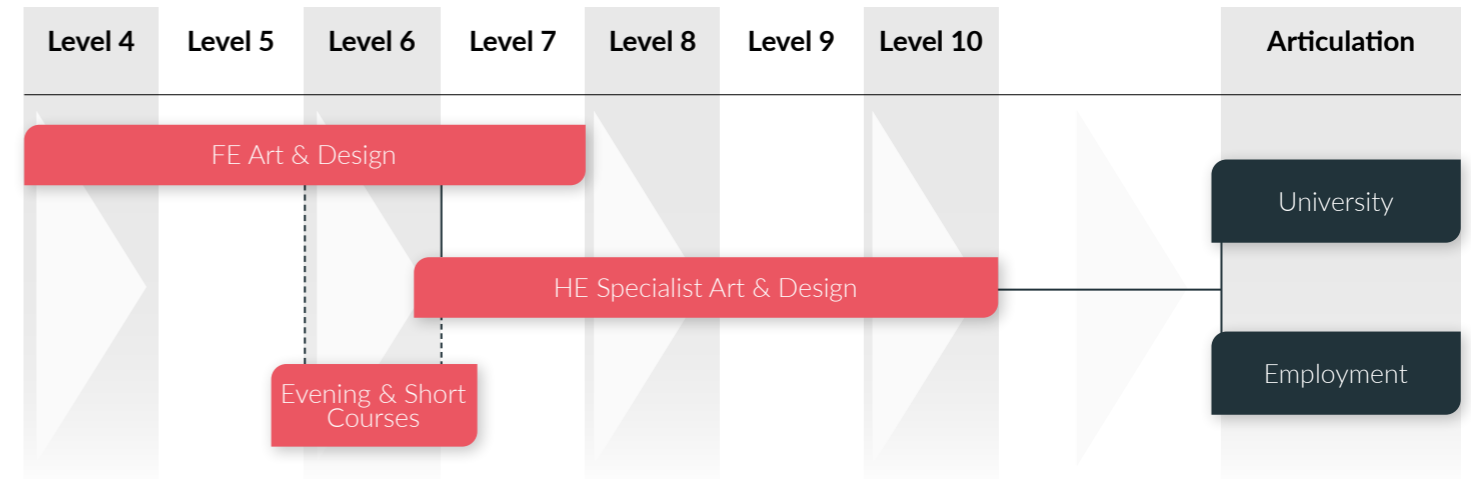 Level 4 Level 5 Level 6 Level 7 Level 8 Level 9 Level 10 Articulation
FE Art & Design
University
HE Specialist Art & Design
Employment
Evening & Short
Courses